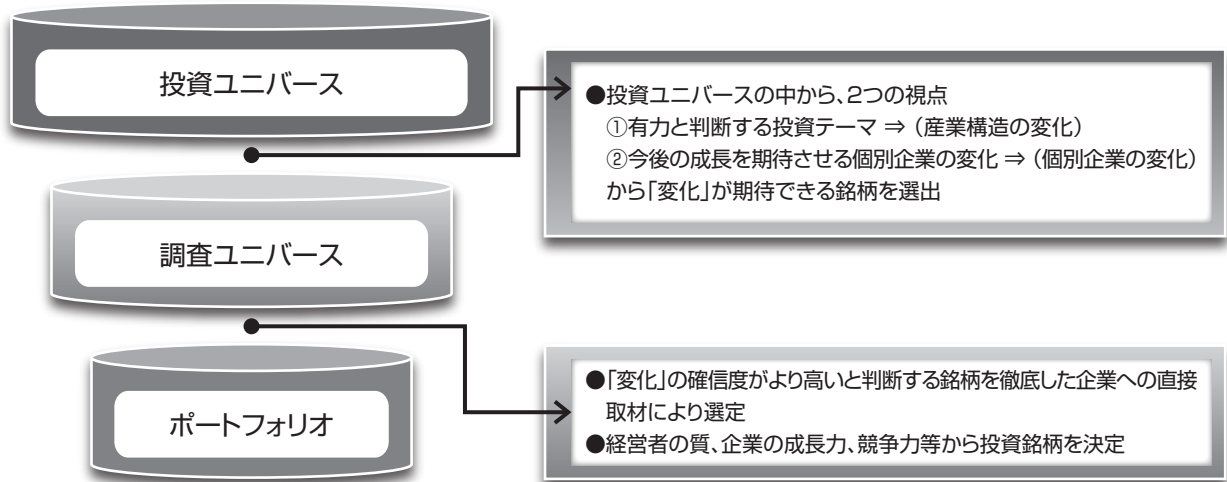 投資ユニバース
●投資ユニバースの中から、2つの視点
①有力と判断する投資テーマ ⇒ (産業構造の変化)
②今後の成長を期待させる個別企業の変化 ⇒ (個別企業の変化)
から「変化」が期待できる銘柄を選出
調査ユニバース
ポートフォリオ
●「変化」の確信度がより高いと判断する銘柄を徹底した企業への直接
取材により選定
●経営者の質、企業の成長力、競争力等から投資銘柄を決定